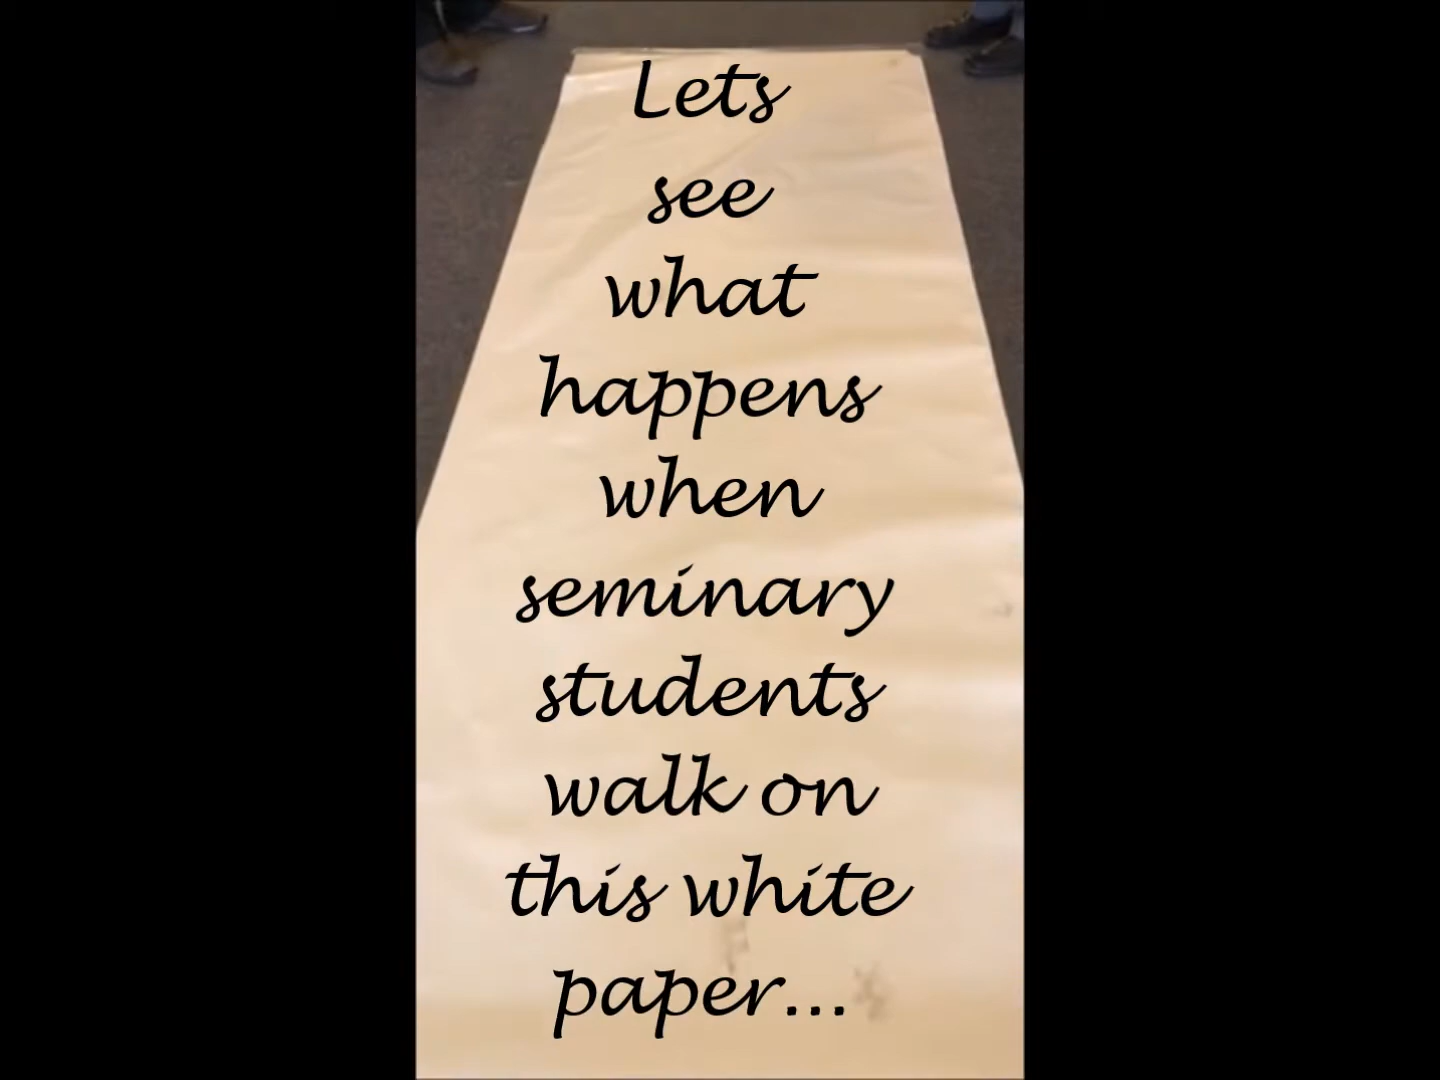 Lets
see
what
happens
when
seminary
students
walk on
this white
paper...